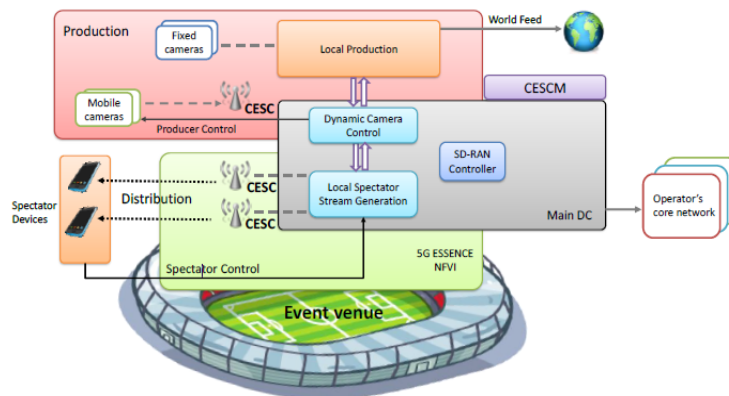 World Feed
Production
Fixed
cameras
Local Production
CESCM
Mobile
cameras
CESC
Producer Control
Dynamic Camera
Control
SD-RAN
Controller
Spectator
Devices
Distribution
CESC
CESC
Local Spectator
Stream Generation
Main DC
Operator's
core network
Spectator Control
5G ESSENCE
NFVI
Event venue